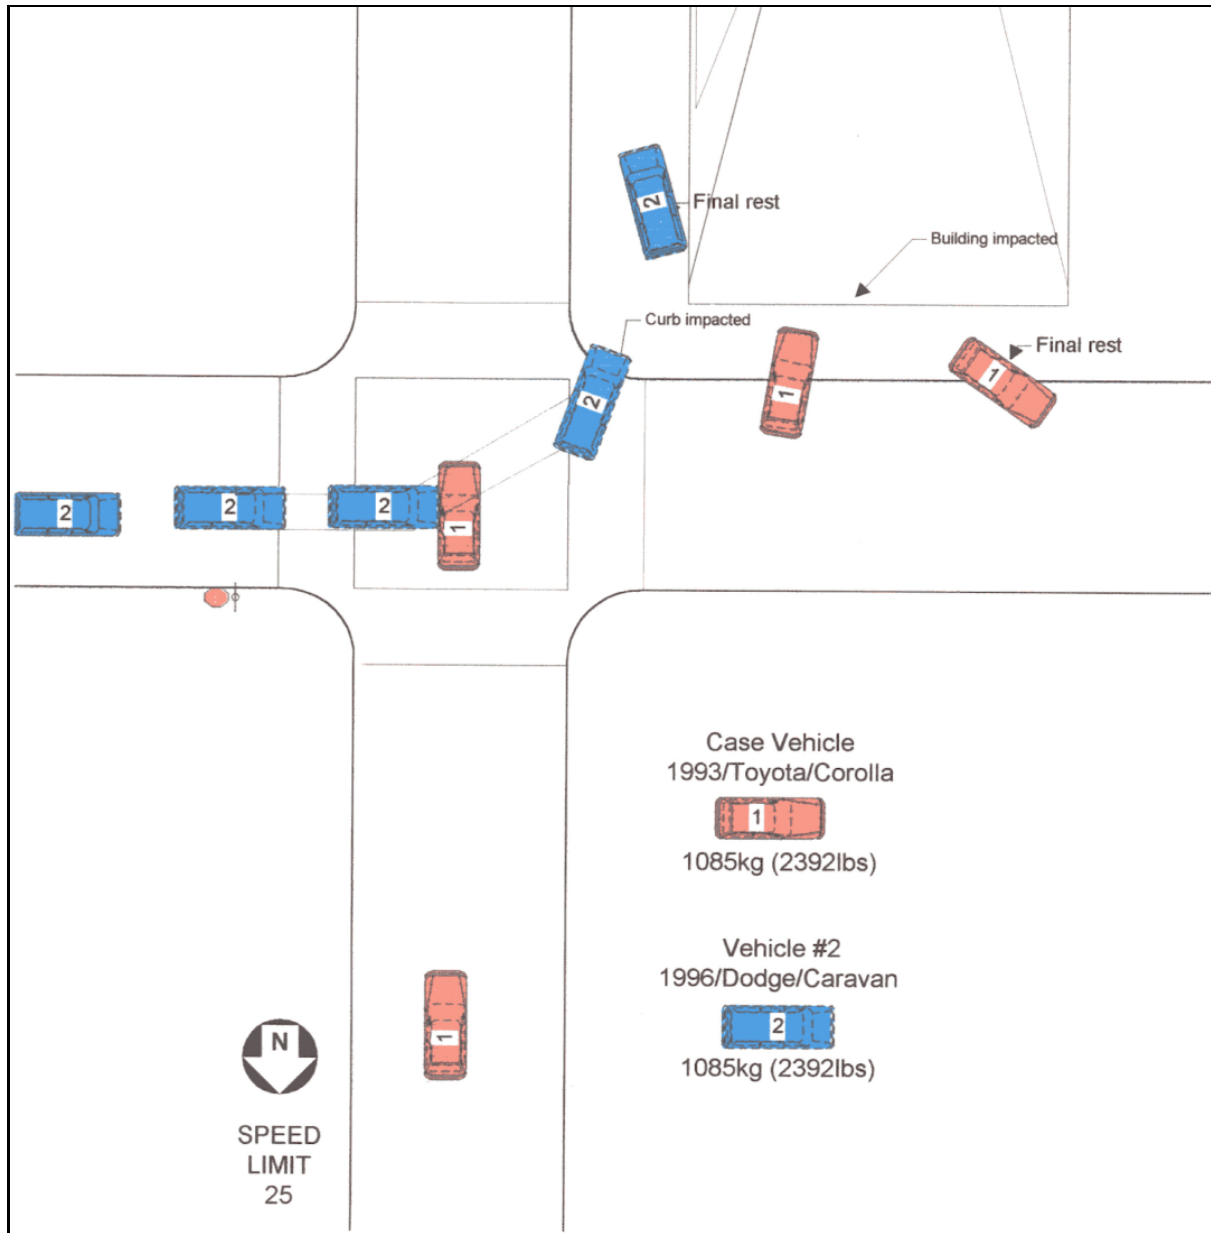 2
Final rest
Building impacted
Curb impacted
Final rest
1
1
2
2
2
2
1
Case Vehicle
1993/Toyota/Corolla
1
1085kg (2392lbs)
Vehicle #2
1996/Dodge/Caravan
2
1085kg (2392lbs)
1
N
SPEED
LIMIT
25